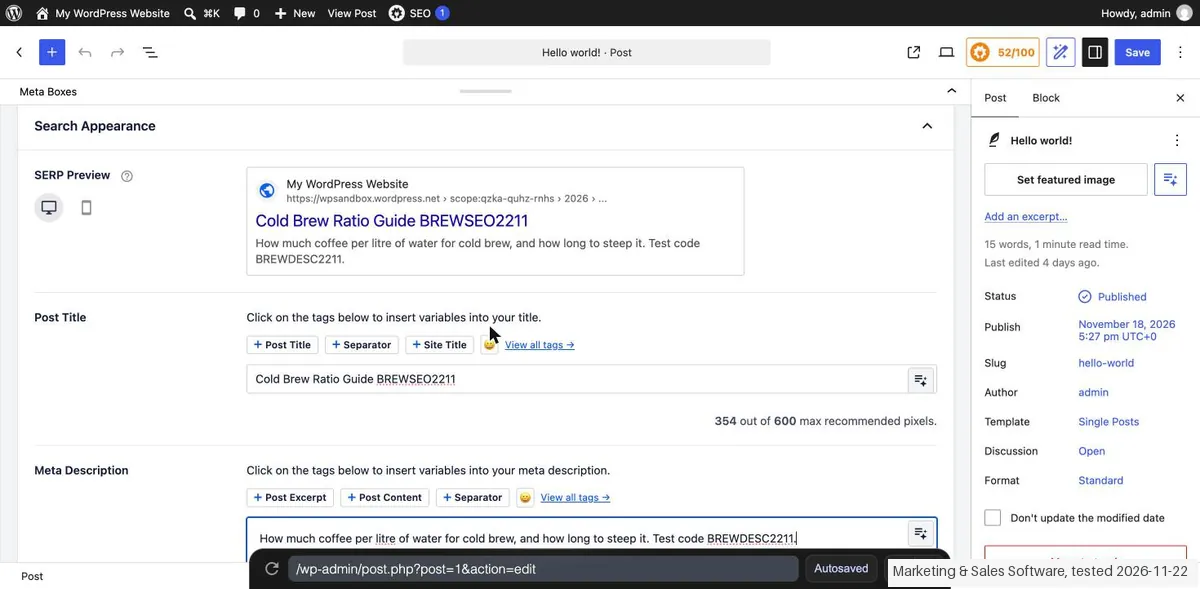 My WordPress Website ⌘K 0 + New View Post SEO 1 Howdy, admin
Hello world! · Post 52/100 Save
Meta Boxes
Post Block
Search Appearance
Hello world!
SERP Preview
My WordPress Website
https://wpsandbox.wordpress.net › scope:qzka-quhz-rnhs › 2026 › ...
Cold Brew Ratio Guide BREWSEO2211
How much coffee per litre of water for cold brew, and how long to steep it. Test code
BREWDESC2211.
Set featured image
Add an excerpt...
15 words, 1 minute read time.
Last edited 4 days ago.
Status Published
Publish November 18, 2026
5:27 pm UTC+0
Slug hello-world
Author admin
Template Single Posts
Discussion Open
Format Standard
Don't update the modified date
Post Title
Click on the tags below to insert variables into your title.
+ Post Title + Separator + Site Title View all tags →
Cold Brew Ratio Guide BREWSEO2211
354 out of 600 max recommended pixels.
Meta Description
Click on the tags below to insert variables into your meta description.
+ Post Excerpt + Post Content + Separator View all tags →
How much coffee per litre of water for cold brew, and how long to steep it. Test code BREWDESC2211.
/wp-admin/post.php?post=1&action=edit Autosaved
Post
Marketing & Sales Software, tested 2026-11-22